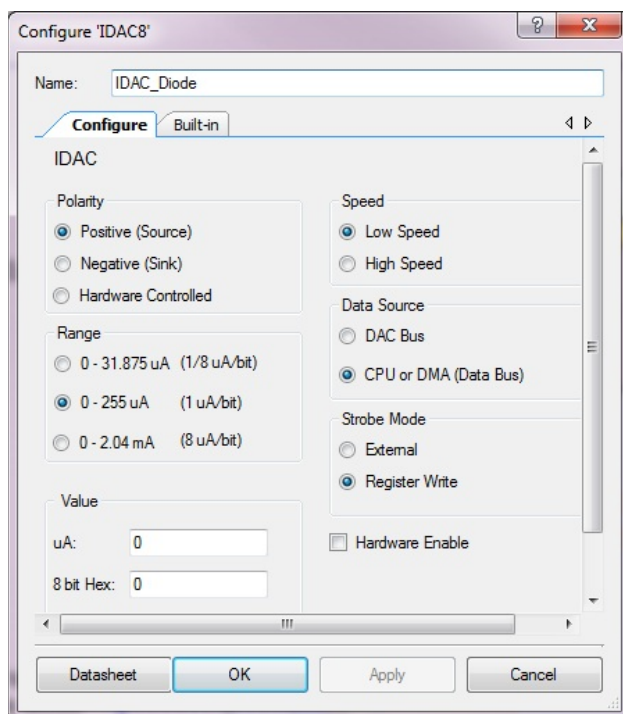 Configure 'IDAC8'
Name: IDAC_Diode
Configure Built-in
IDAC
Polarity
Positive (Source)
Negative (Sink)
Hardware Controlled
Range
0 - 31.875 uA (1/8 uA/bit)
0 - 255 uA (1 uA/bit)
0 - 2.04 mA (8 uA/bit)
Value
uA: 0
8 bit Hex: 0
Speed
Low Speed
High Speed
Data Source
DAC Bus
CPU or DMA (Data Bus)
Strobe Mode
External
Register Write
Hardware Enable
Datasheet OK Apply Cancel